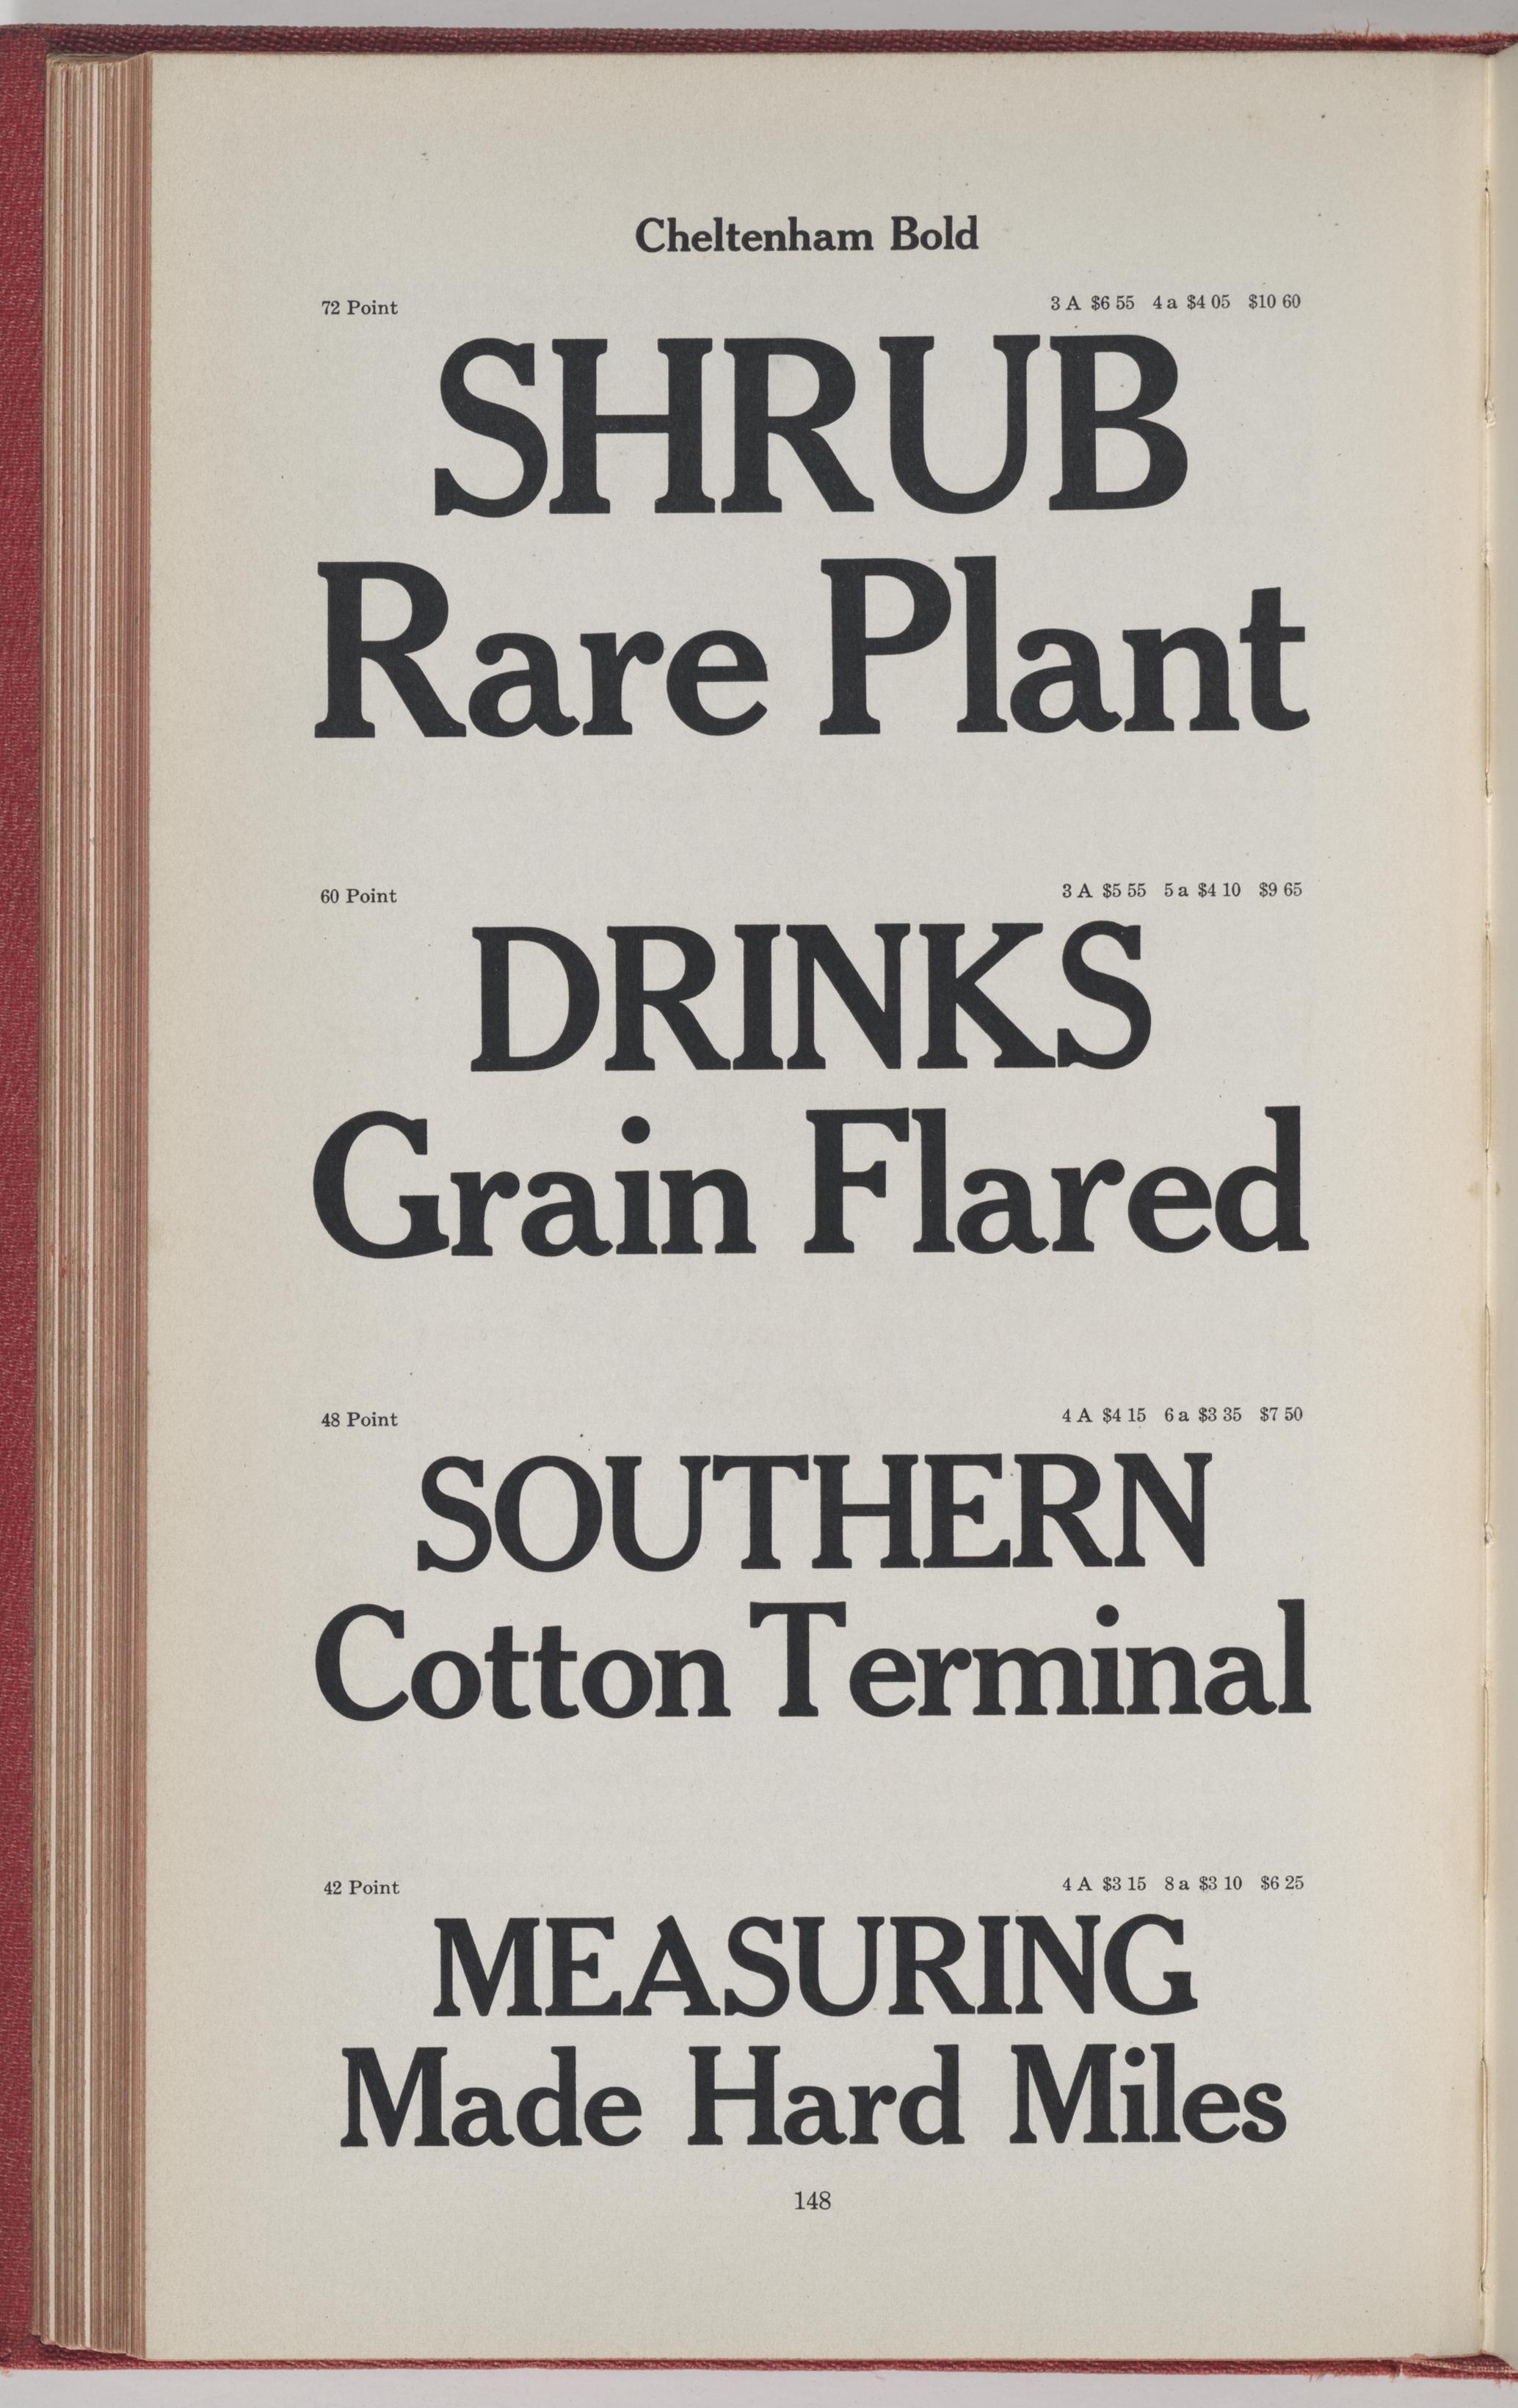 Cheltenham Bold
72 Point 3 A $6 55 4 a $4 05 $10 60
SHRUB
Rare Plant
60 Point 3 A $5 55 5 a $4 10 $9 65
DRINKS
Grain Flared
48 Point 4 A $4 15 6 a $3 35 $7 50
SOUTHERN
Cotton Terminal
42 Point 4 A $3 15 8 a $3 10 $6 25
MEASURING
Made Hard Miles
148